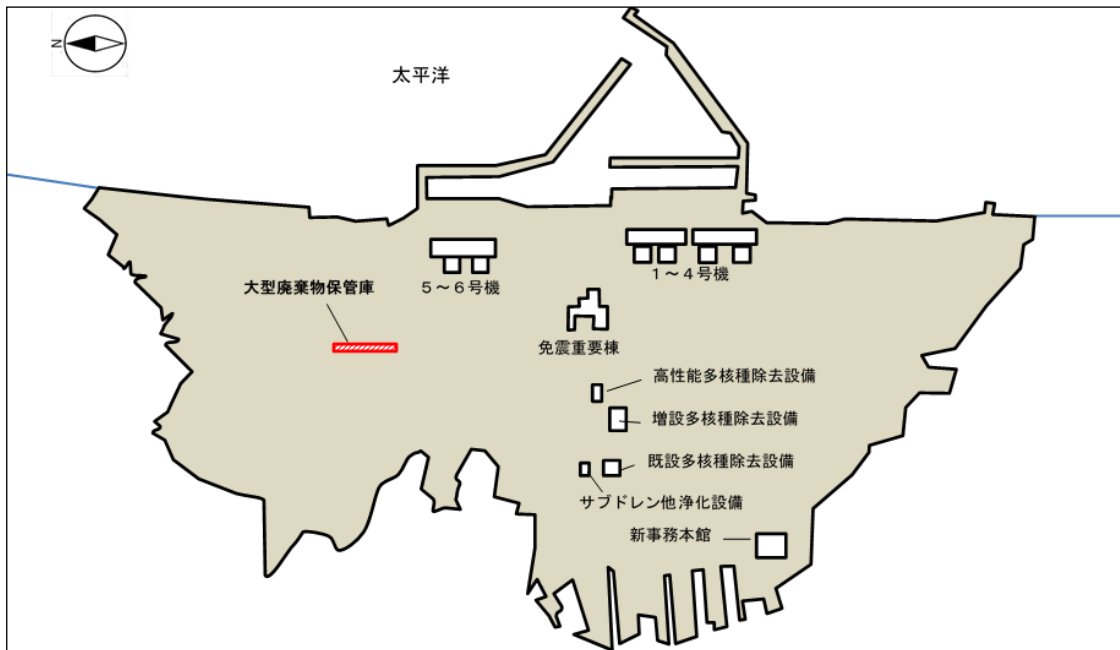 N
太平洋
5~6号機
1~4号機
大型廃棄物保管庫
免震重要棟
高性能多核種除去設備
増設多核種除去設備
既設多核種除去設備
サブドレン他浄化設備
新事務本館